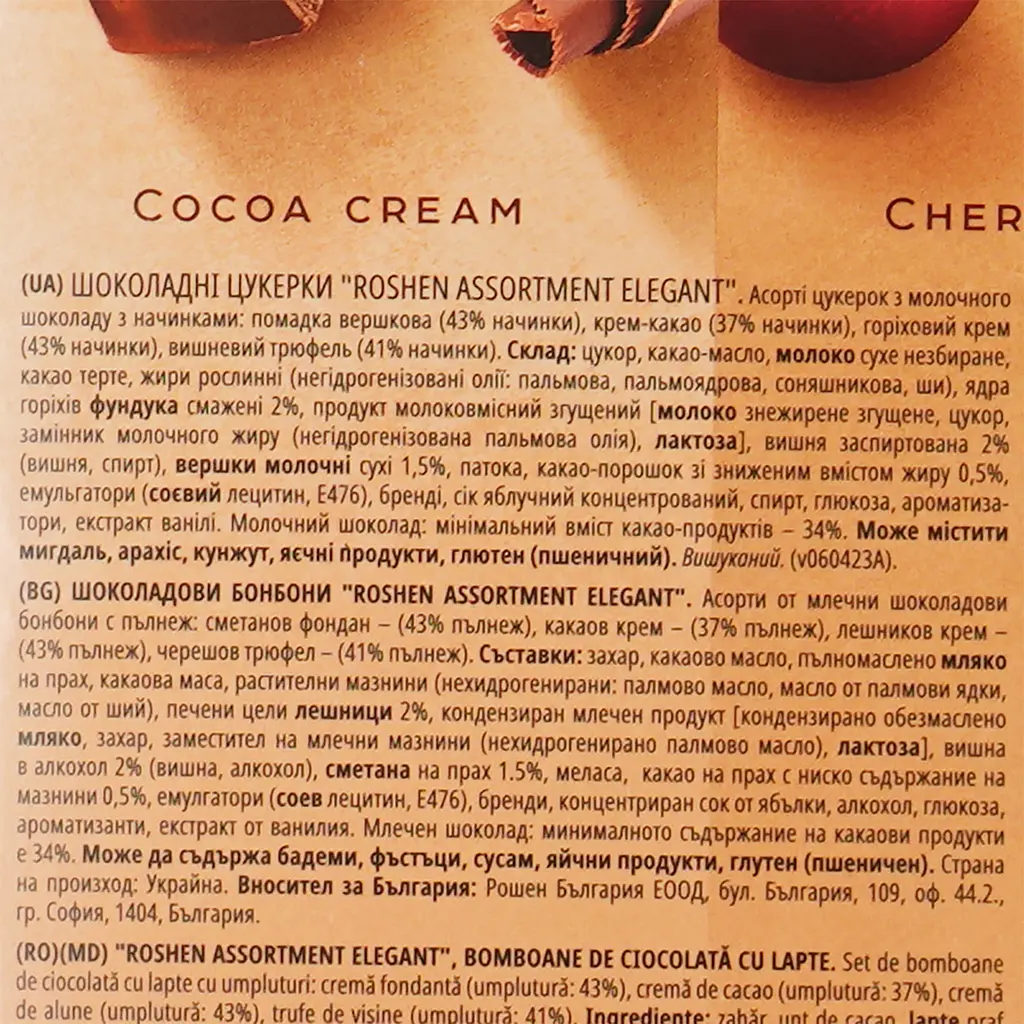 COCOA CREAM
CHER
(UA) ШОКОЛАДНІ ЦУКЕРКИ "ROSHEN ASSORTMENT ELEGANT". Асорті цукерок з молочного
шоколаду з начинками: помадка вершкова (43% начинки), крем-какао (37% начинки), горіховий крем
(43% начинки), вишневий трюфель (41% начинки). Склад: цукор, какао-масло, молоко сухе незбиране,
какао терте, жири рослинні (негідрогенізовані олії: пальмова, пальмоядрова, соняшникова, ши), ядра
горіхів фундука смажені 2%, продукт молоковмісний згущений [молоко знежирене згущене, цукор,
замінник молочного жиру (негідрогенізована пальмова олія), лактоза], вишня заспиртована 2%
(вишня, спирт), вершки молочні сухі 1,5%, патока, какао-порошок зі зниженим вмістом жиру 0,5%,
емульгатори (соєвий лецитин, Е476), бренді, сік яблучний концентрований, спирт, глюкоза, ароматиза-
тори, екстракт ванілі. Молочний шоколад: мінімальний вміст какао-продуктів – 34%. Може містити
мигдаль, арахіс, кунжут, яєчні продукти, глютен (пшеничний). Вишуканий. (v060423A).
(BG) ШОКОЛАДОВИ БОНБОНИ "ROSHEN ASSORTMENT ELEGANT". Асорти от млечни шоколадови
бонбони с пълнеж: сметанов фондан – (43% пълнеж), какаов крем – (37% пълнеж), лешников крем –
(43% пълнеж), черешов трюфел – (41% пълнеж). Съставки: захар, какаово масло, пълномаслено мляко
на прах, какаова маса, растителни мазнини (нехидрогенирани: палмово масло, масло от палмови ядки,
масло от ший), печени цели лешници 2%, кондензиран млечен продукт [кондензирано обезмаслено
мляко, захар, заместител на млечни мазнини (нехидрогенирано палмово масло), лактоза], вишна
в алкохол 2% (вишна, алкохол), сметана на прах 1.5%, меласа, какао на прах с ниско съдържание на
мазнини 0,5%, емулгатори (соев лецитин, Е476), бренди, концентриран сок от ябълки, алкохол, глюкоза,
ароматизанти, екстракт от ванилия. Млечен шоколад: минималното съдържание на какаови продукти
е 34%. Може да съдържа бадеми, фъстъци, сусам, яйчни продукти, глутен (пшеничен). Страна
на произход: Украйна. Вносител за България: Рошен България ЕООД, бул. България, 109, оф. 44.2.,
гр. София, 1404, България.
(RO)(MD) "ROSHEN ASSORTMENT ELEGANT", BOMBOANE DE CIOCOLATĂ CU LAPTE. Set de bomboane
de ciocolată cu lapte cu umpluturi: cremă fondantă (umplutură: 43%), cremă de cacao (umplutură: 37%), cremă
de alune (umplutură: 43%), trufe de vișine (umplutură: 41%). Ingrediente: zahăr, unt de cacao, lapte praf